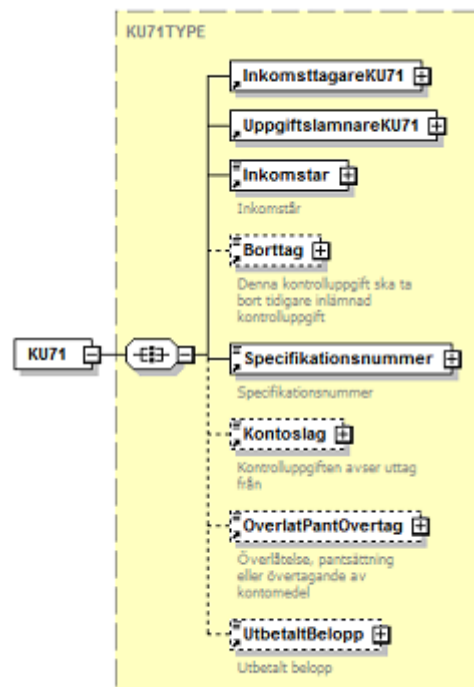 KU71TYPE
InkomsttagareKU71
UppgiftslamnareKU71
Inkomstar
Inkomstår
Borttag
Denna kontrolluppgift ska ta
bort tidigare inlämnad
kontrolluppgift
KU71
Specifikationsnummer
Specifikationsnummer
Kontoslag
Kontrolluppgiften avser uttag
från
OverlatPantOvertag
Överlåtelse, pantsättning
eller övertagande av
kontomedel
UtbetaltBelopp
Utbetalt belopp